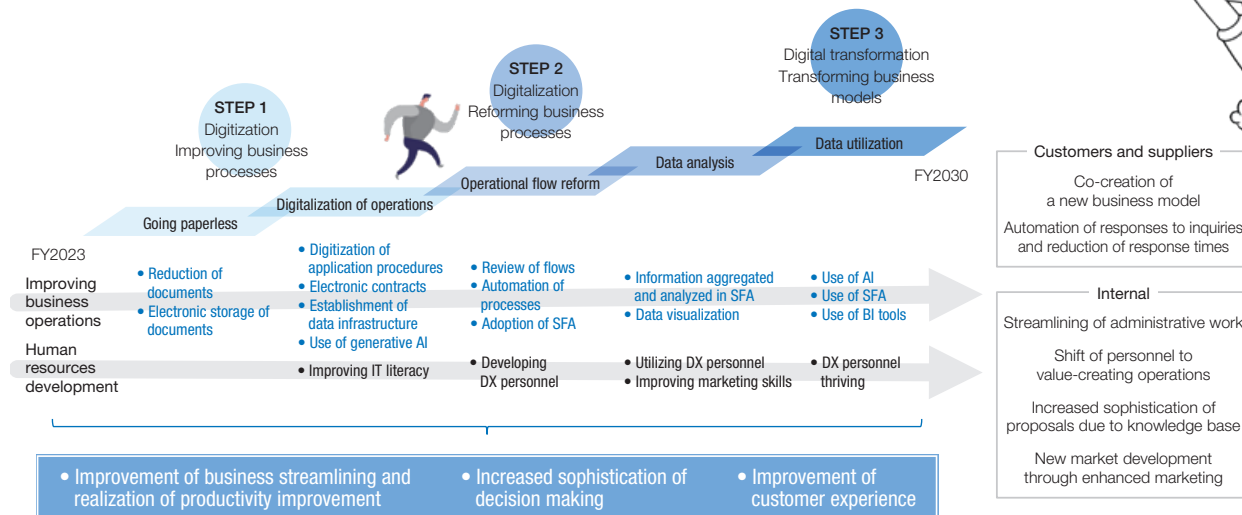 STEP 1
Digitization
Improving business
processes
STEP 2
Digitalization
Reforming business
processes
STEP 3
Digital transformation
Transforming business
models
Going paperless
Digitalization of operations
Operational flow reform
Data analysis
Data utilization
FY2023
FY2030
Improving
business
operations
• Reduction of
documents
• Electronic storage of
documents
• Digitization of
application procedures
• Electronic contracts
• Establishment of
data infrastructure
• Use of generative AI
• Review of flows
• Automation of
processes
• Adoption of SFA
• Information aggregated
and analyzed in SFA
• Data visualization
• Use of AI
• Use of SFA
• Use of BI tools
Human
resources
development
• Improving IT literacy
• Developing
DX personnel
• Utilizing DX personnel
• Improving marketing skills
• DX personnel
thriving
• Improvement of business streamlining and
realization of productivity improvement
• Increased sophistication of
decision making
• Improvement of
customer experience
Customers and suppliers
Co-creation of
a new business model
Automation of responses to inquiries
and reduction of response times
Internal
Streamlining of administrative work
Shift of personnel to
value-creating operations
Increased sophistication of
proposals due to knowledge base
New market development
through enhanced marketing